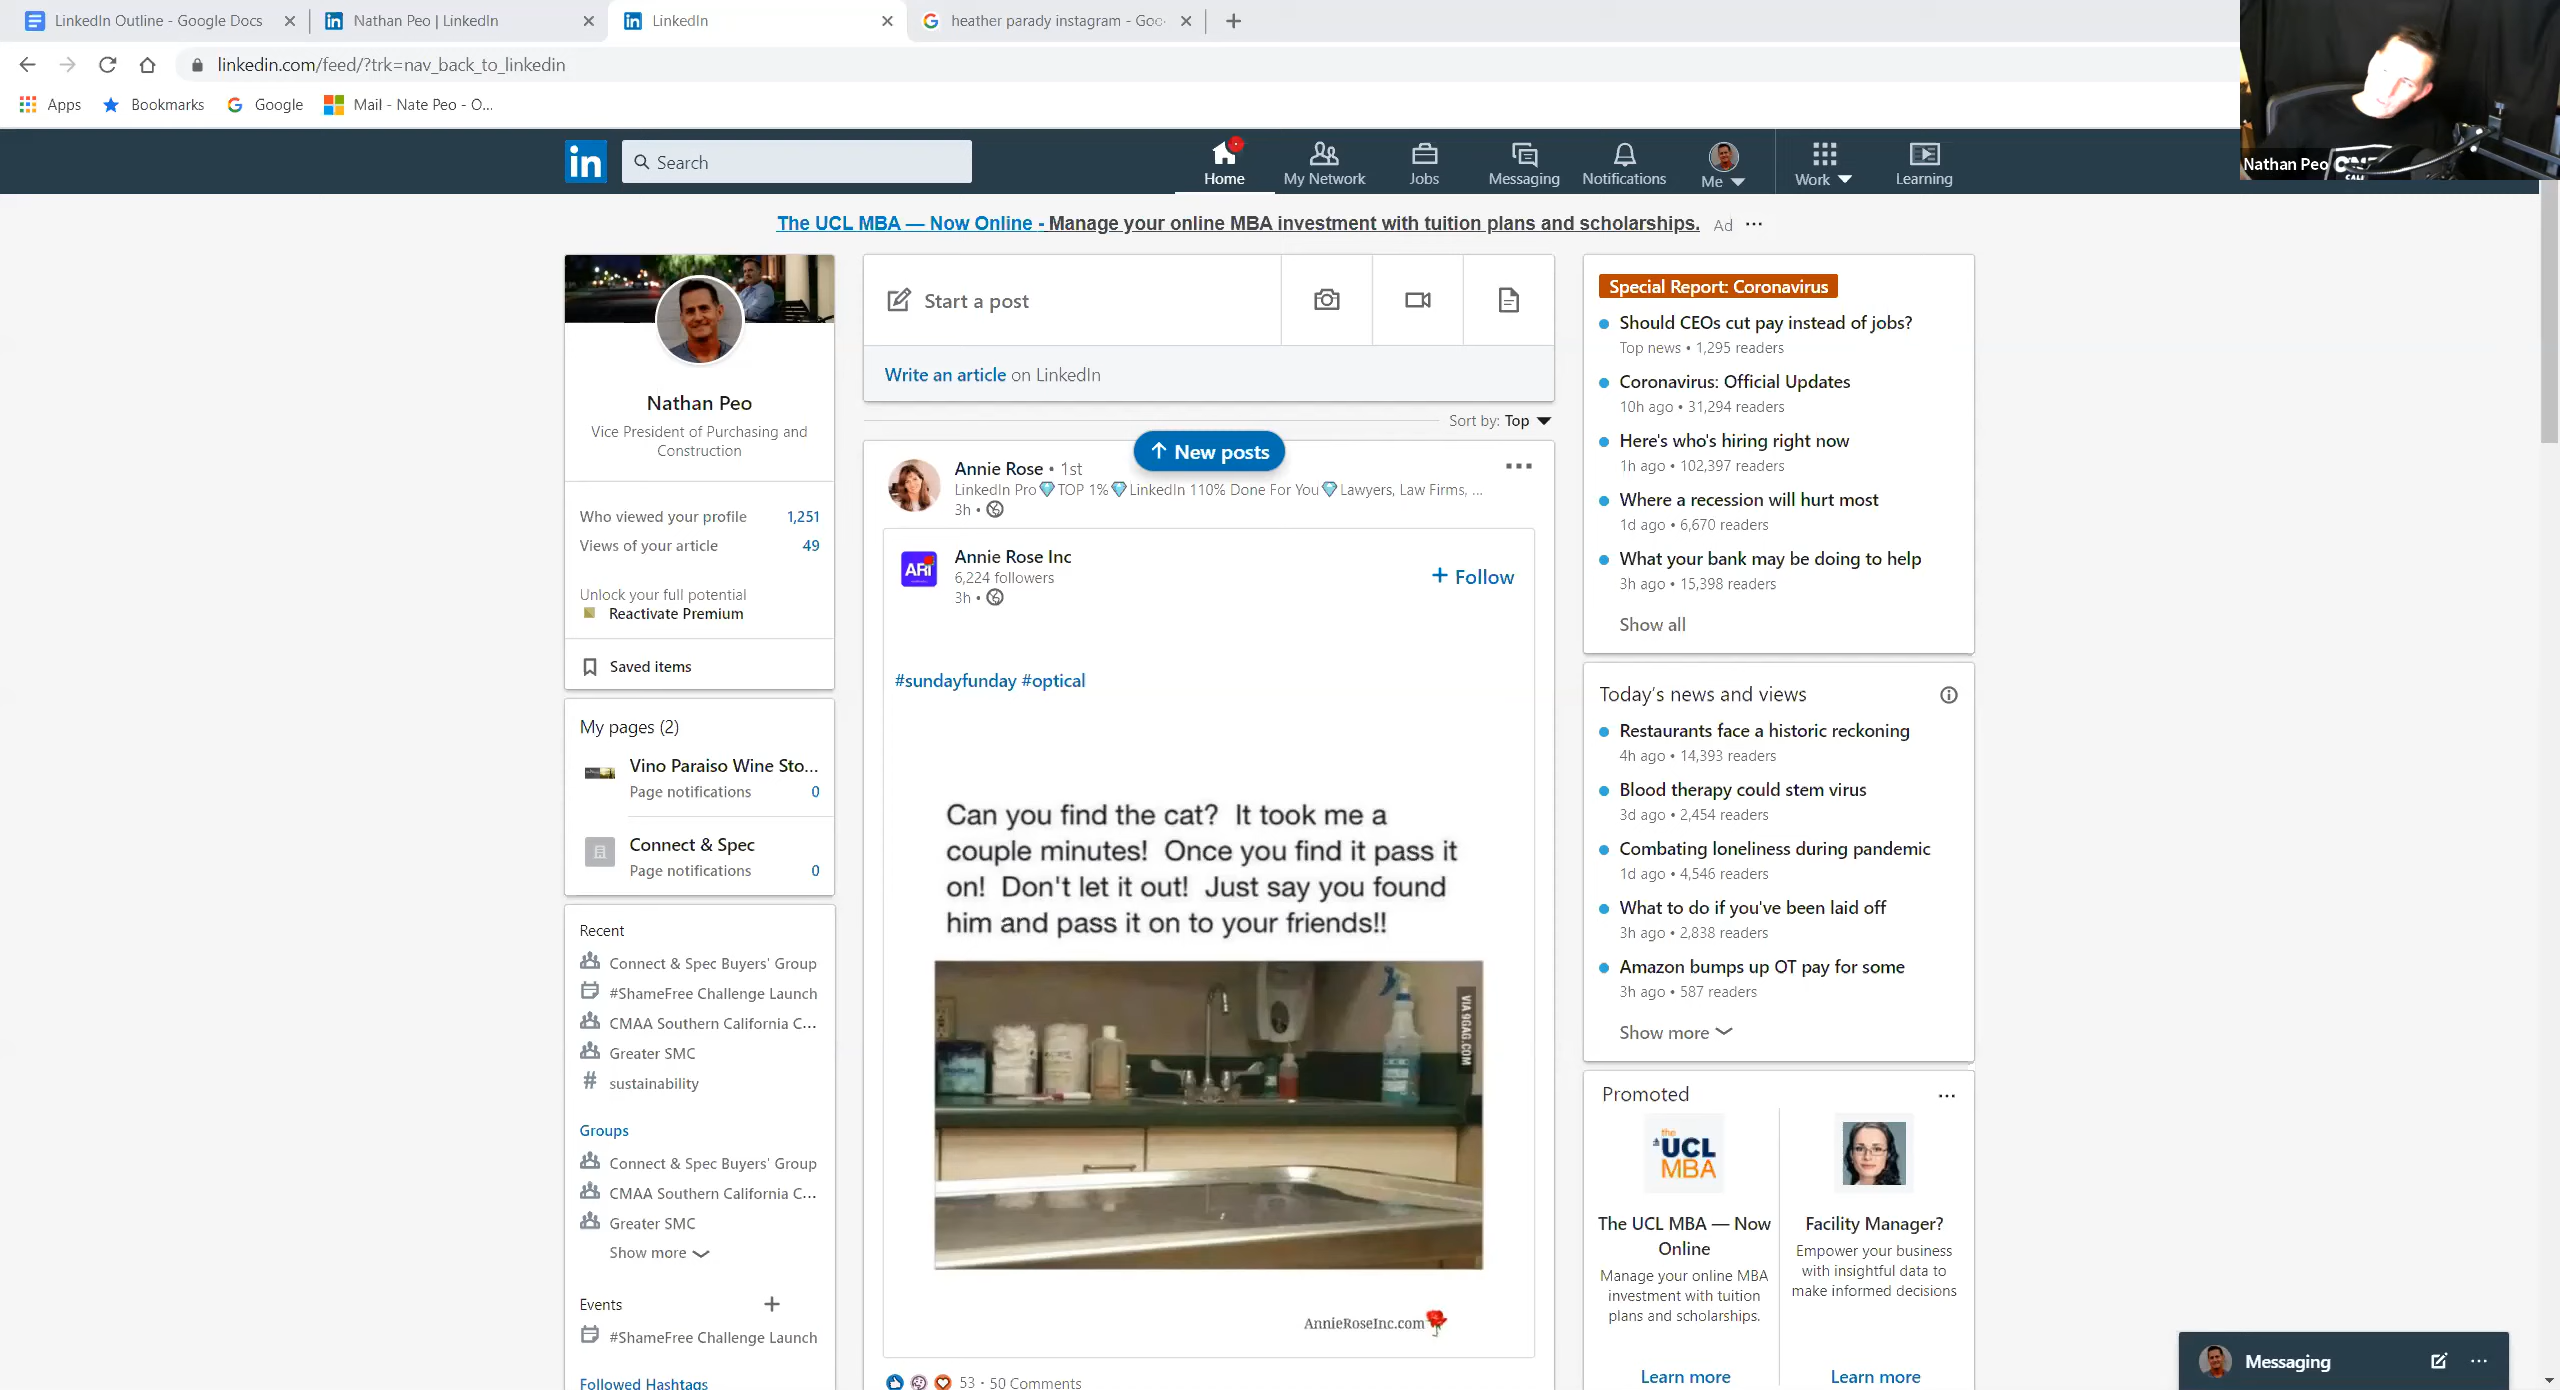 LinkedIn Outline - Google Docs
Nathan Peo | LinkedIn
LinkedIn
heather parady instagram - Goo
linkedin.com/feed/?trk=nav_back_to_linkedin
Apps
Bookmarks
Google
Mail - Nate Peo - O...
Nathan Peo
in
Search
Home
My Network
Jobs
Messaging
Notifications
Me
Work
Learning
The UCL MBA — Now Online - Manage your online MBA investment with tuition plans and scholarships.
Ad
Nathan Peo
Vice President of Purchasing and
Construction
Who viewed your profile 1,251
Views of your article 49
Unlock your full potential
Reactivate Premium
Saved items
My pages (2)
Vino Paraiso Wine Sto...
Page notifications 0
Connect & Spec
Page notifications 0
Recent
Connect & Spec Buyers' Group
#ShameFree Challenge Launch
CMAA Southern California C...
Greater SMC
# sustainability
Groups
Connect & Spec Buyers' Group
CMAA Southern California C...
Greater SMC
Show more
Events +
#ShameFree Challenge Launch
Followed Hashtags
Start a post
Write an article on LinkedIn
Sort by: Top
↑ New posts
Annie Rose • 1st
LinkedIn Pro💎TOP 1%💎LinkedIn 110% Done For You💎Lawyers, Law Firms, ...
3h •
ARi
Annie Rose Inc
6,224 followers
3h •
+ Follow
#sundayfunday #optical
Can you find the cat? It took me a
couple minutes! Once you find it pass it
on! Don't let it out! Just say you found
him and pass it on to your friends!!
VIA 9GAG.COM
AnnieRoseInc.com
53 · 50 Comments
Special Report: Coronavirus
Should CEOs cut pay instead of jobs?
Top news • 1,295 readers
Coronavirus: Official Updates
10h ago • 31,294 readers
Here's who's hiring right now
1h ago • 102,397 readers
Where a recession will hurt most
1d ago • 6,670 readers
What your bank may be doing to help
3h ago • 15,398 readers
Show all
Today's news and views
Restaurants face a historic reckoning
4h ago • 14,393 readers
Blood therapy could stem virus
3d ago • 2,454 readers
Combating loneliness during pandemic
1d ago • 4,546 readers
What to do if you've been laid off
3h ago • 2,838 readers
Amazon bumps up OT pay for some
3h ago • 587 readers
Show more
Promoted
the
UCL
MBA
The UCL MBA — Now
Online
Manage your online MBA
investment with tuition
plans and scholarships.
Learn more
Facility Manager?
Empower your business
with insightful data to
make informed decisions
Learn more
Messaging